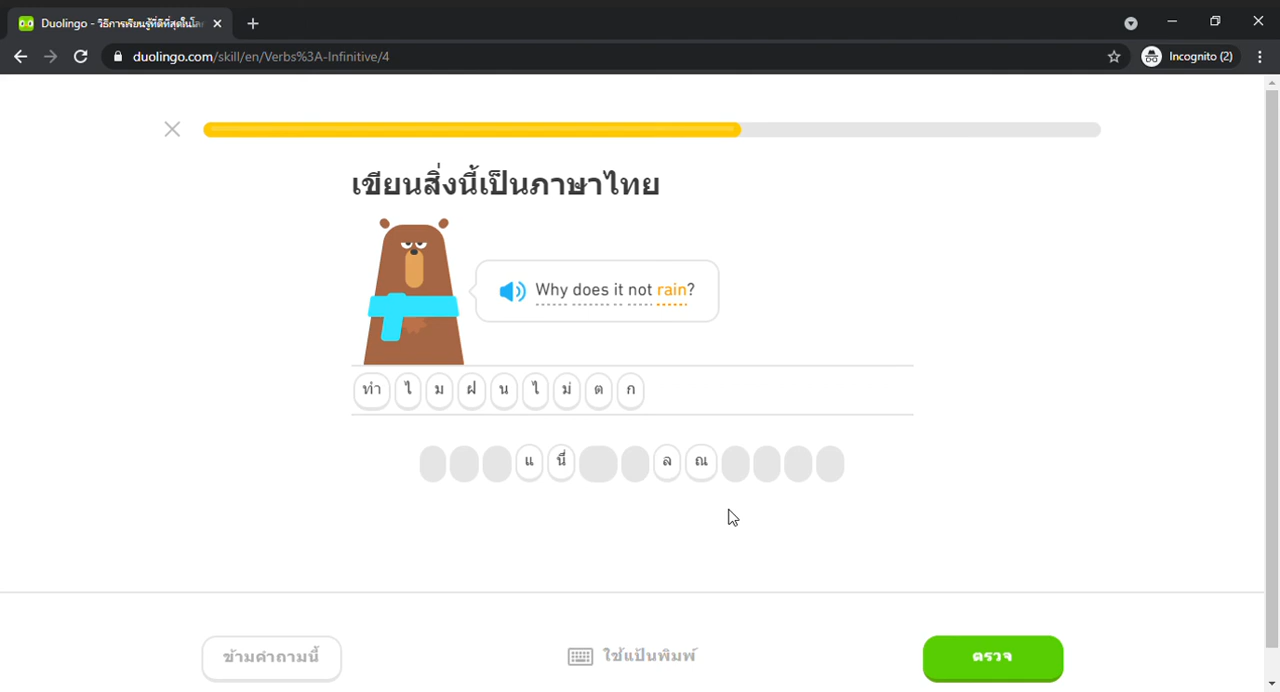 Duolingo - วิธีการเรียนรู้ที่ดีที่สุดในโลก
duolingo.com/skill/en/Verbs%3A-Infinitive/4
Incognito (2)
เขียนสิ่งนี้เป็นภาษาไทย
Why does it not rain?
ทำ ไ ม ฝ น ไ ม่ ต ก
แ นี่ ล ณ
ข้ามคำถามนี้
ใช้แป้นพิมพ์
ตรวจ